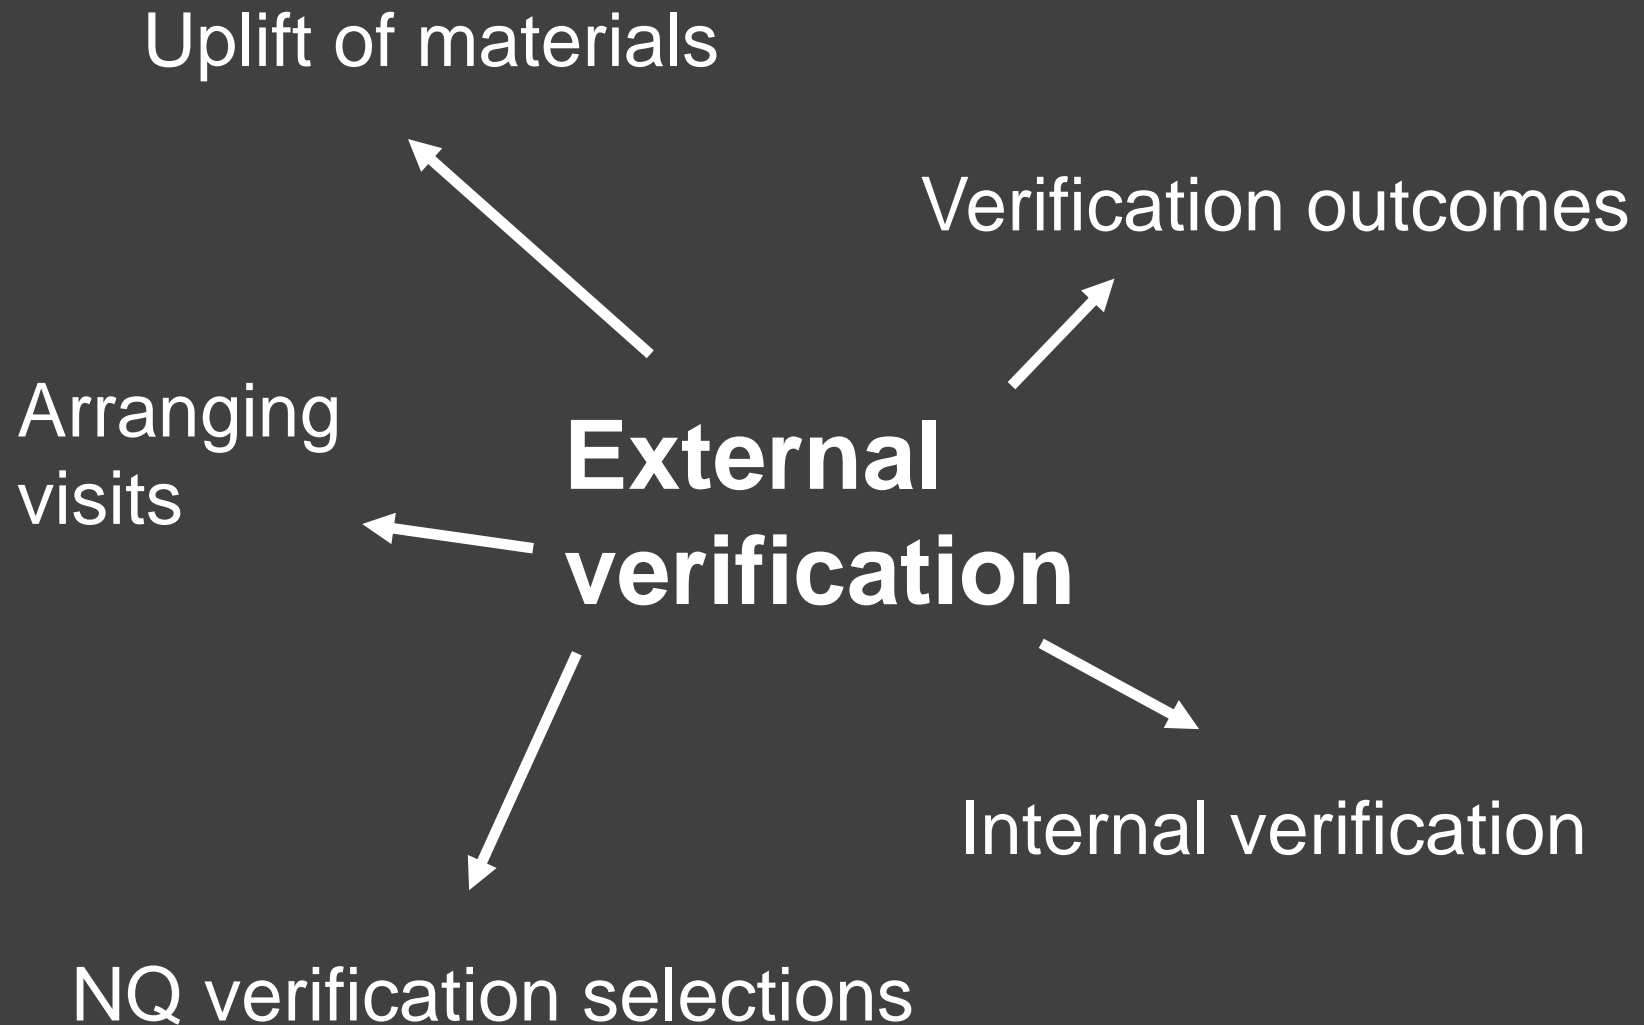 Uplift of materials
Verification outcomes
Arranging
visits
External
verification
Internal verification
NQ verification selections